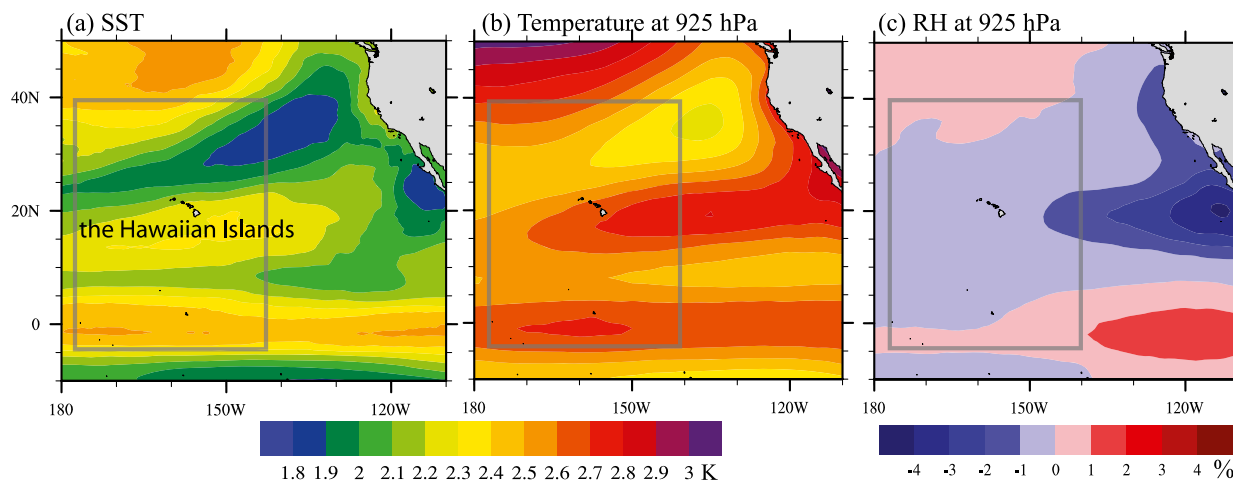 (a) SST
(b) Temperature at 925 hPa
(c) RH at 925 hPa
40N
20N
0
the Hawaiian Islands
180 150W 120W
180 150W 120W
180 150W 120W
1.8 1.9 2 2.1 2.2 2.3 2.4 2.5 2.6 2.7 2.8 2.9 3 K
-4 -3 -2 -1 0 1 2 3 4 %